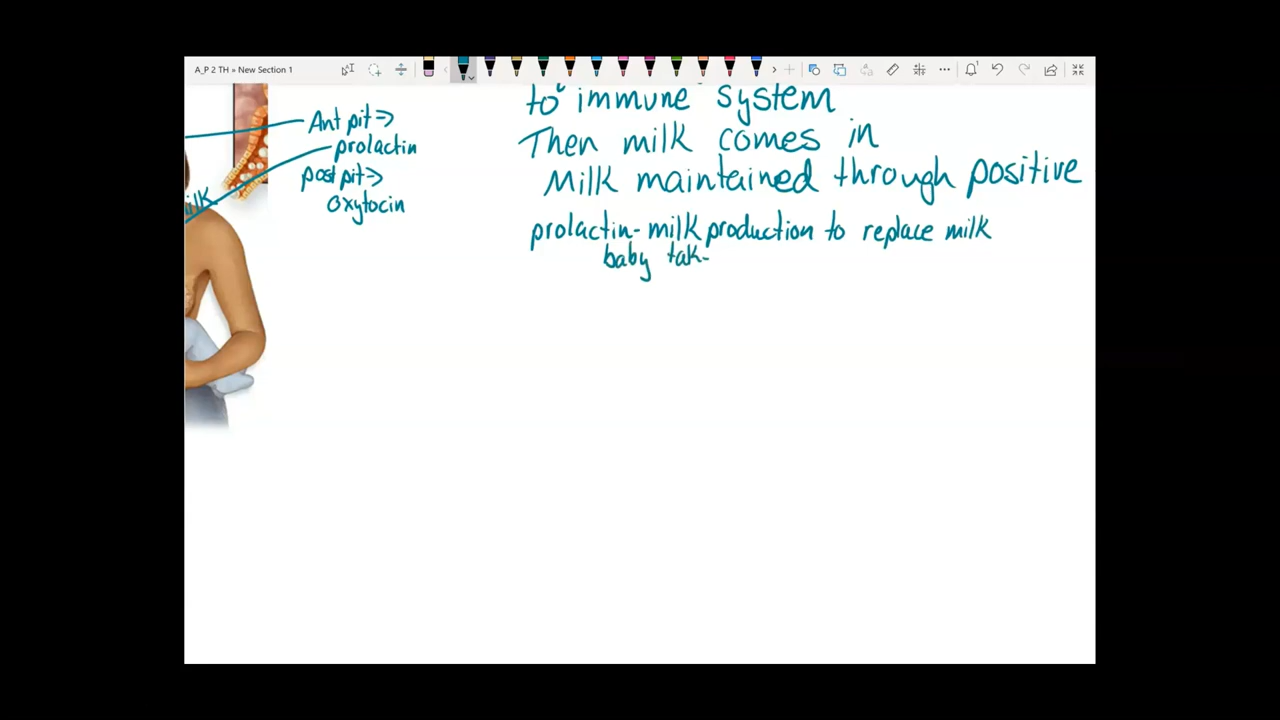 A_P 2 TH » New Section 1
to immune system
Ant pit =>
prolactin
Then milk comes in
post pit =>
oxytocin
Milk maintained through positive
prolactin- milk production to replace milk
baby tak-